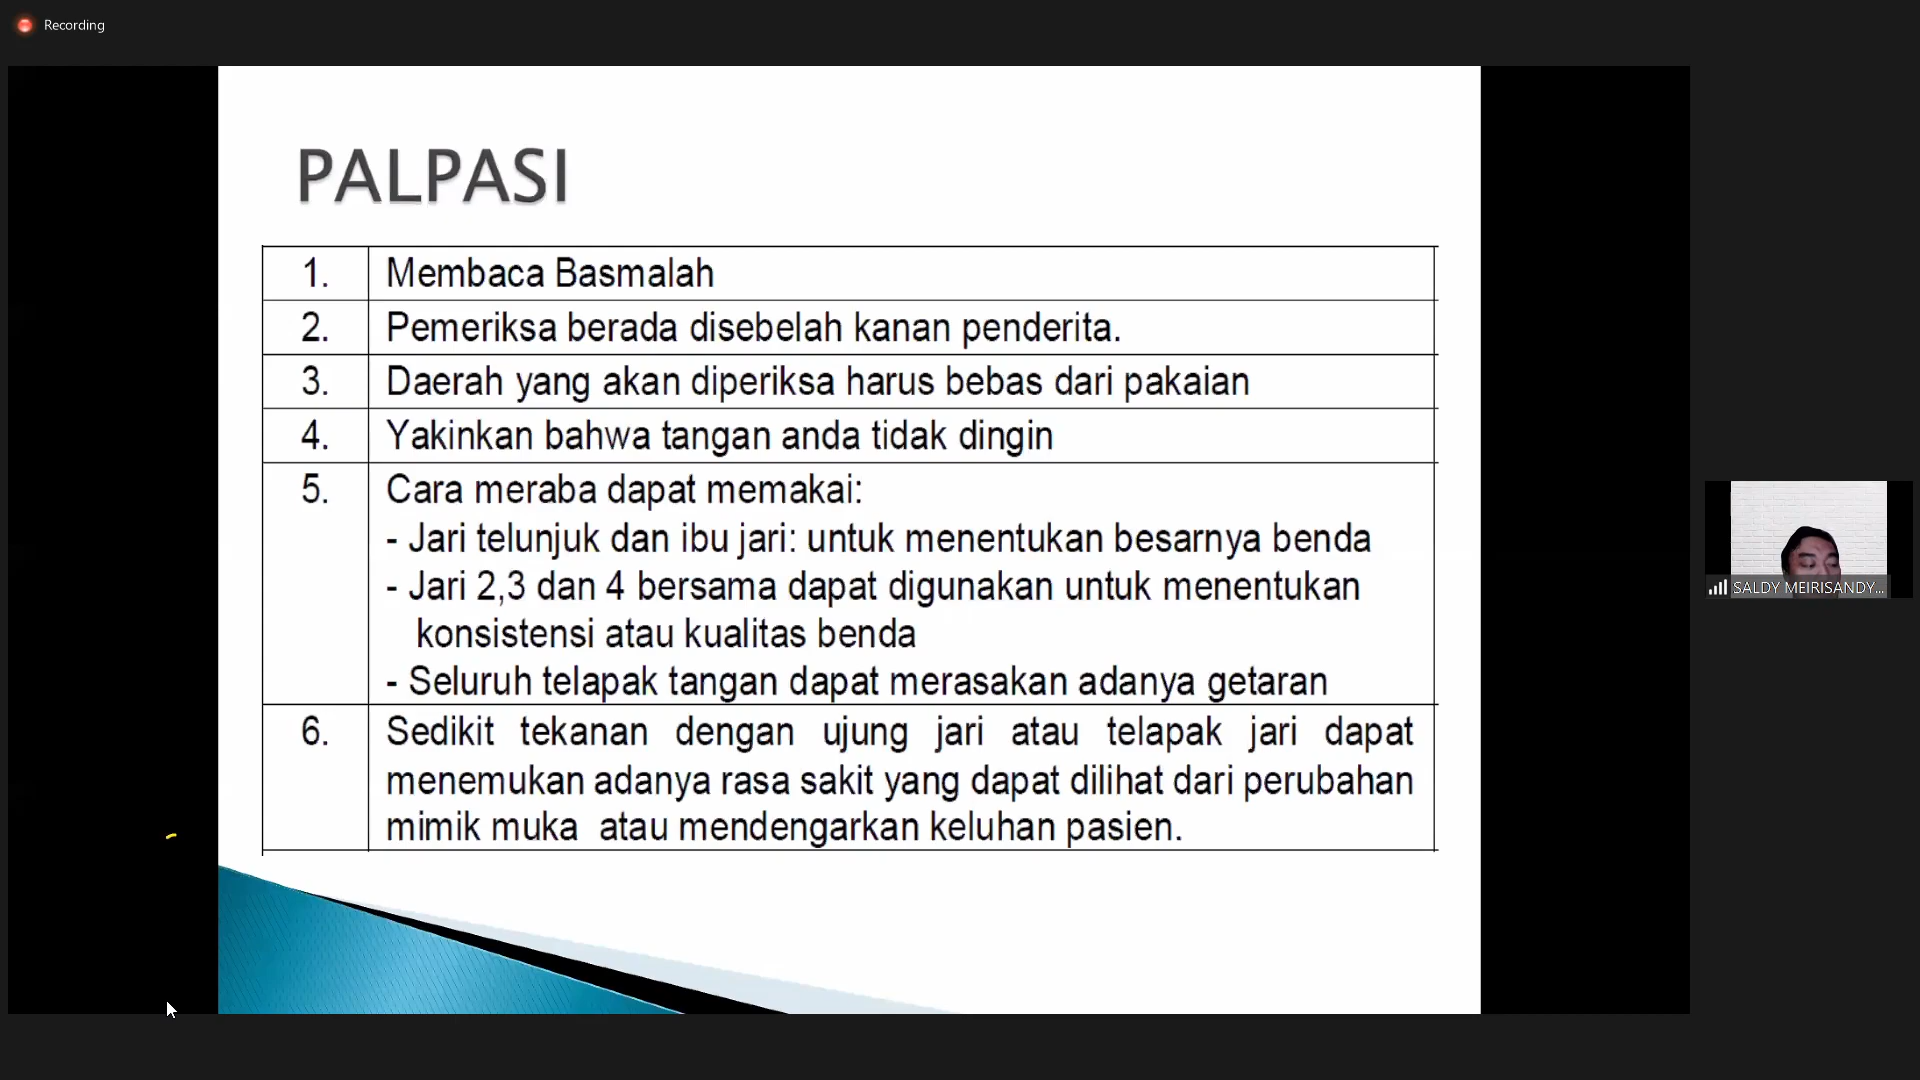 Recording
PALPASI
1. Membaca Basmalah
2. Pemeriksa berada disebelah kanan penderita.
3. Daerah yang akan diperiksa harus bebas dari pakaian
4. Yakinkan bahwa tangan anda tidak dingin
5. Cara meraba dapat memakai:
- Jari telunjuk dan ibu jari: untuk menentukan besarnya benda
- Jari 2,3 dan 4 bersama dapat digunakan untuk menentukan
konsistensi atau kualitas benda
- Seluruh telapak tangan dapat merasakan adanya getaran
6. Sedikit tekanan dengan ujung jari atau telapak jari dapat
menemukan adanya rasa sakit yang dapat dilihat dari perubahan
mimik muka atau mendengarkan keluhan pasien.
SALDY MEIRISANDY...